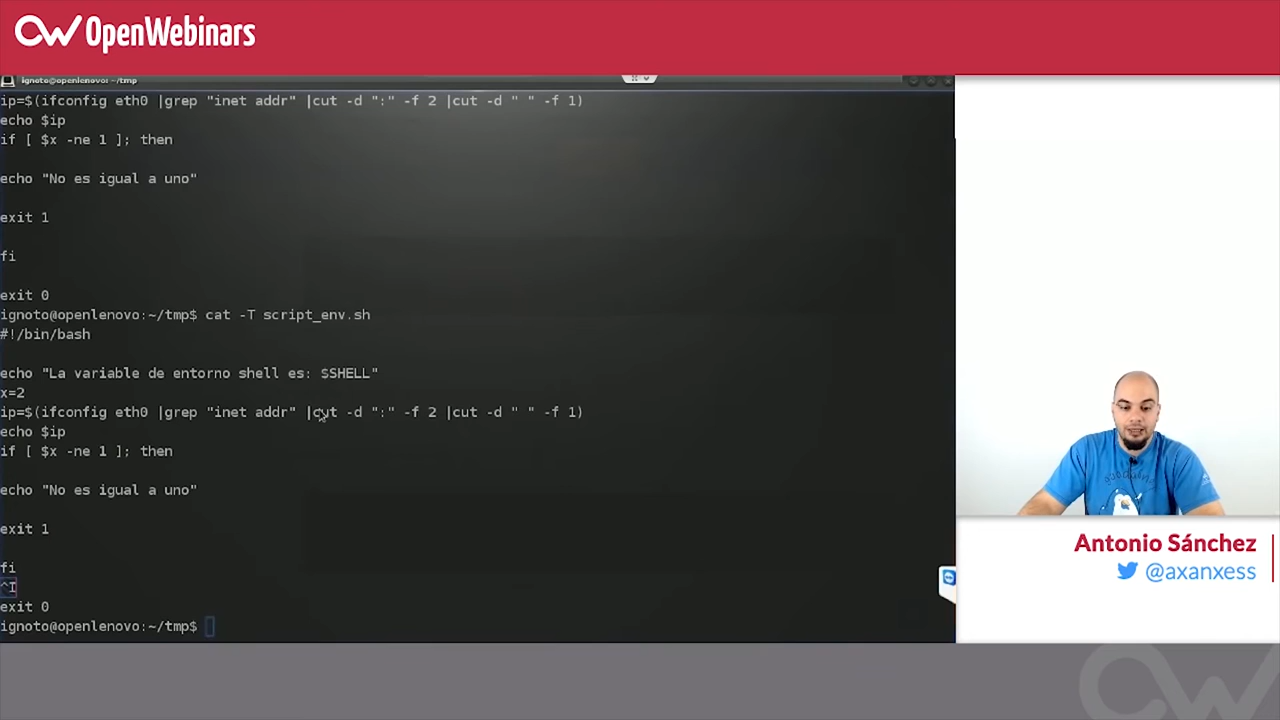 OpenWebinars
ignoto@openlenovo: ~/tmp
ip=$(ifconfig eth0 |grep "inet addr" |cut -d ":" -f 2 |cut -d " " -f 1)
echo $ip
if [ $x -ne 1 ]; then
echo "No es igual a uno"
exit 1
fi
exit 0
ignoto@openlenovo:~/tmp$ cat -T script_env.sh
#!/bin/bash
echo "La variable de entorno shell es: $SHELL"
x=2
ip=$(ifconfig eth0 |grep "inet addr" |cut -d ":" -f 2 |cut -d " " -f 1)
echo $ip
if [ $x -ne 1 ]; then
echo "No es igual a uno"
exit 1
fi
^I
exit 0
ignoto@openlenovo:~/tmp$
Antonio Sánchez
@axanxess